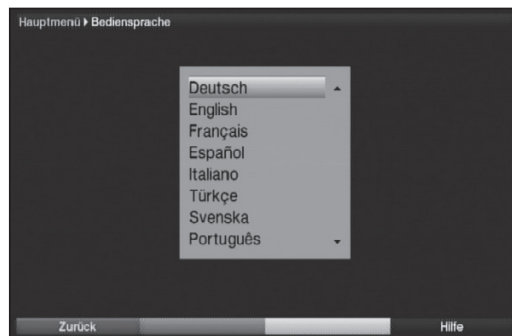 Hauptmenü ▸ Bediensprache
Deutsch
English
Français
Español
Italiano
Türkçe
Svenska
Português
Zurück Hilfe